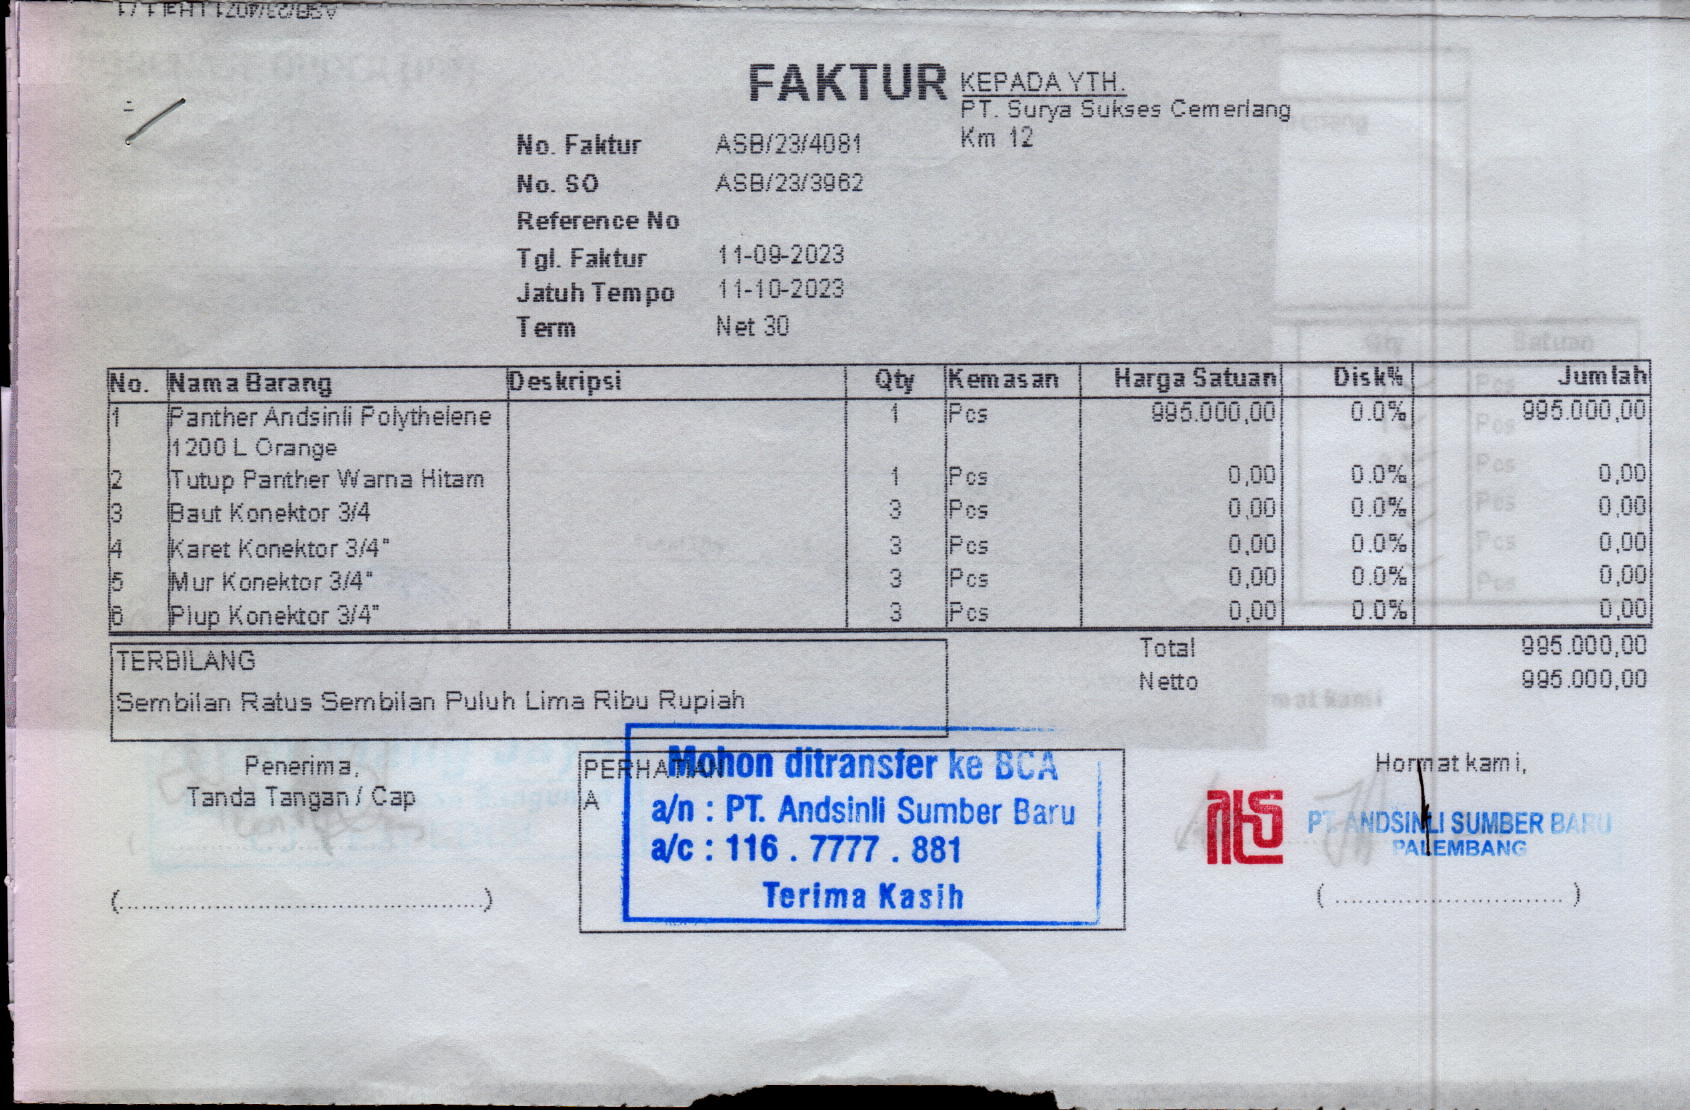 FAKTUR
KEPADA YTH.
PT. Surya Sukses Cemerlang
Km 12
No. Faktur ASB/23/4081
No. SO ASB/23/3962
Reference No
Tgl. Faktur 11-09-2023
Jatuh Tempo 11-10-2023
Term Net 30
No. Nama Barang Deskripsi Qty Kemasan Harga Satuan Disk% Jumlah
1 Panther Andsinli Polythelene 1 Pcs 995.000,00 0.0% 995.000,00
1200 L Orange
2 Tutup Panther Warna Hitam 1 Pcs 0,00 0.0% 0,00
3 Baut Konektor 3/4 3 Pcs 0,00 0.0% 0,00
4 Karet Konektor 3/4" 3 Pcs 0,00 0.0% 0,00
5 Mur Konektor 3/4" 3 Pcs 0,00 0.0% 0,00
6 Plup Konektor 3/4" 3 Pcs 0,00 0.0% 0,00
Total 995.000,00
Netto 995.000,00
TERBILANG
Sembilan Ratus Sembilan Puluh Lima Ribu Rupiah
Penerima,
Tanda Tangan / Cap
(............................................)
PERHATIAN
Mohon ditransfer ke BCA
a/n : PT. Andsinli Sumber Baru
a/c : 116 . 7777 . 881
Terima Kasih
Hormat kami,
PT ANDSINLI SUMBER BARU
PALEMBANG
( ............................ )